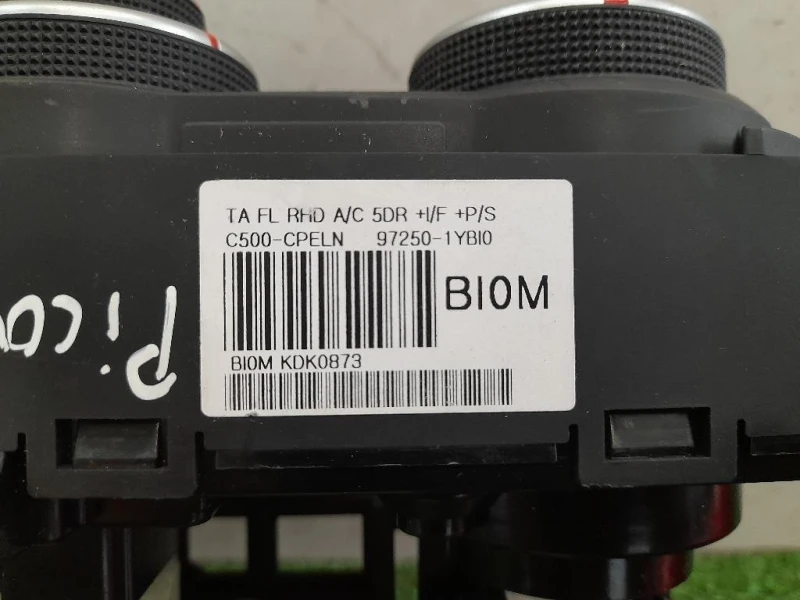 TA FL RHD A/C 5DR +I/F +P/S
C500-CPELN 97250-1YBI0
BI0M
BI0M KDK0873